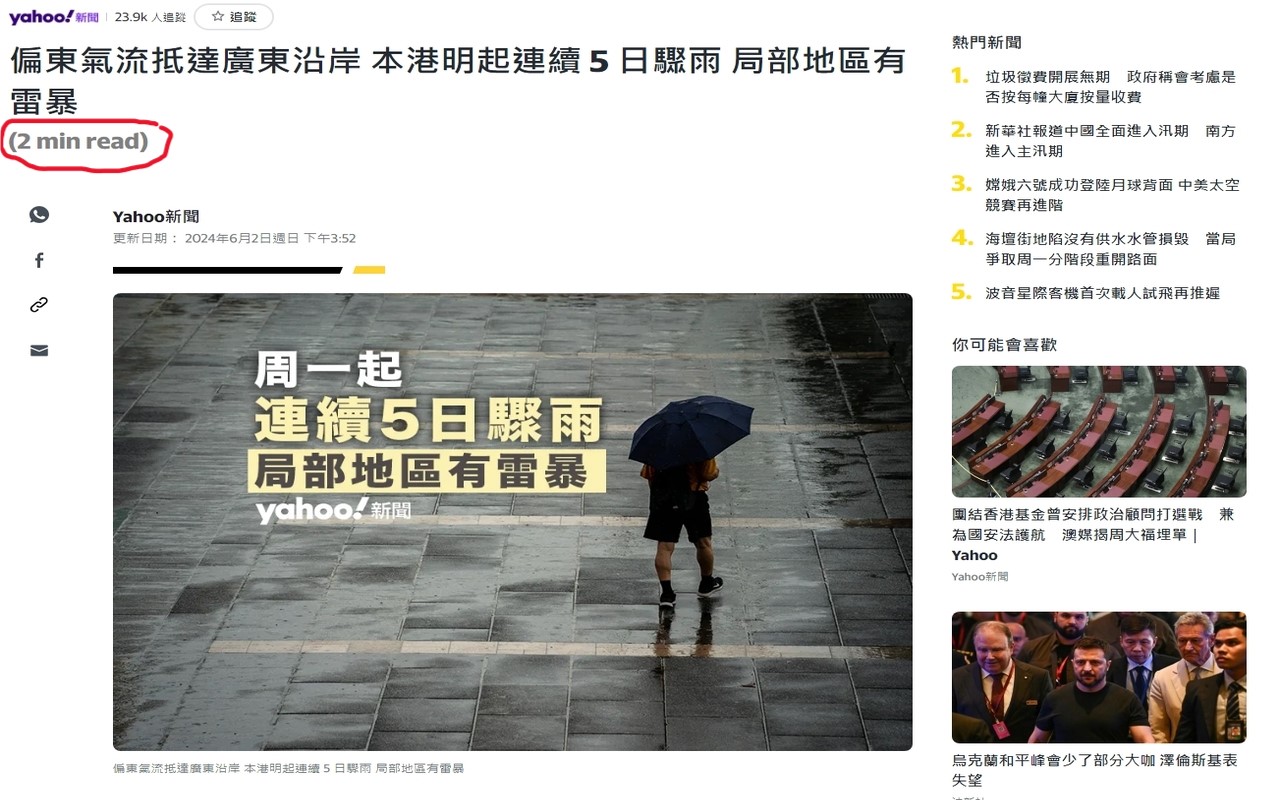 yahoo!新聞 23.9k 人追蹤 追蹤
偏東氣流抵達廣東沿岸 本港明起連續 5 日驟雨 局部地區有
雷暴
(2 min read)
Yahoo新聞
更新日期： 2024年6月2日週日 下午3:52
周一起
連續5日驟雨
局部地區有雷暴
yahoo!新聞
偏東氣流抵達廣東沿岸 本港明起連續 5 日驟雨 局部地區有雷暴
熱門新聞
1. 垃圾徵費開展無期　政府稱會考慮是
否按每幢大廈按量收費
2. 新華社報道中國全面進入汛期　南方
進入主汛期
3. 嫦娥六號成功登陸月球背面 中美太空
競賽再進階
4. 海壇街地陷沒有供水水管損毀　當局
爭取周一分階段重開路面
5. 波音星際客機首次載人試飛再推遲
你可能會喜歡
團結香港基金曾安排政治顧問打選戰　兼
為國安法護航　澳媒揭周大福埋單 |
Yahoo
Yahoo新聞
烏克蘭和平峰會少了部分大咖 澤倫斯基表
失望